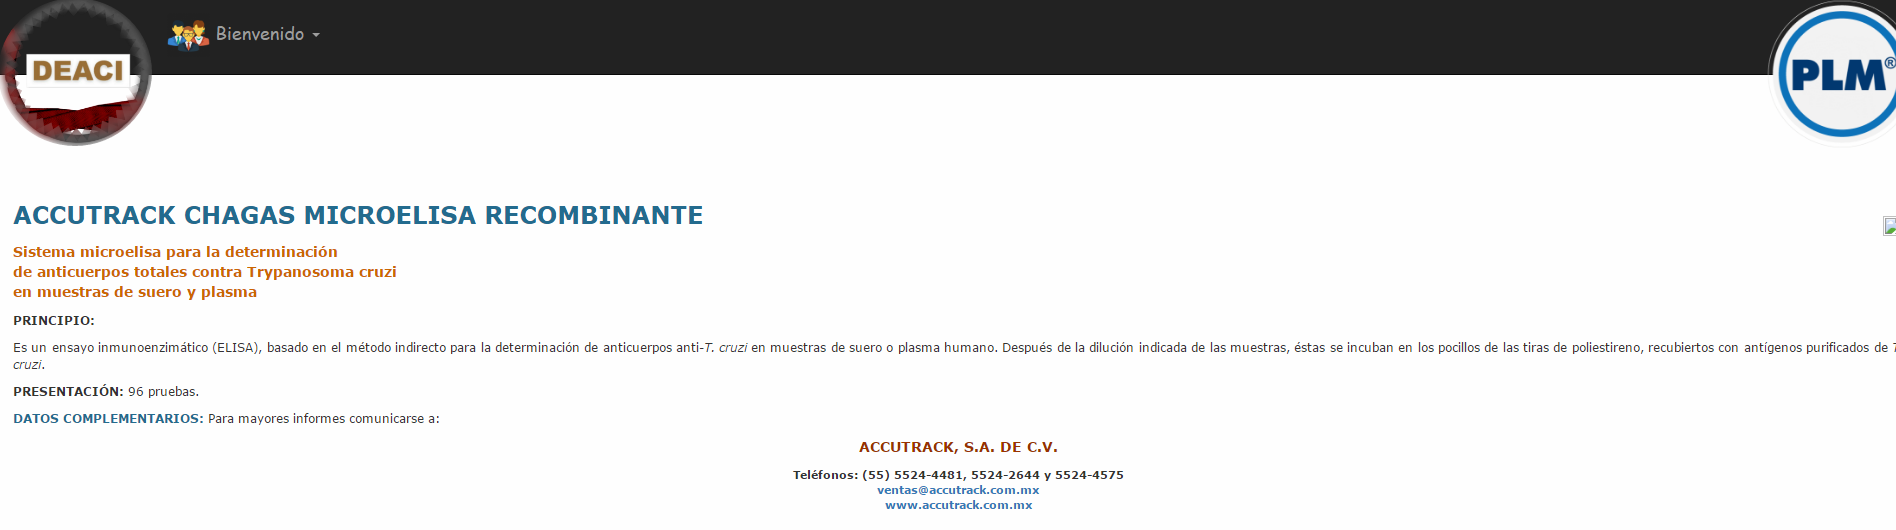 Bienvenido
DEACI
PLM®
ACCUTRACK CHAGAS MICROELISA RECOMBINANTE
Sistema microelisa para la determinación
de anticuerpos totales contra Trypanosoma cruzi
en muestras de suero y plasma
PRINCIPIO:
Es un ensayo inmunoenzimático (ELISA), basado en el método indirecto para la determinación de anticuerpos anti-T. cruzi en muestras de suero o plasma humano. Después de la dilución indicada de las muestras, éstas se incuban en los pocillos de las tiras de poliestireno, recubiertos con antígenos purificados de
cruzi.
PRESENTACIÓN: 96 pruebas.
DATOS COMPLEMENTARIOS: Para mayores informes comunicarse a:
ACCUTRACK, S.A. DE C.V.
Teléfonos: (55) 5524-4481, 5524-2644 y 5524-4575
ventas@accutrack.com.mx
www.accutrack.com.mx